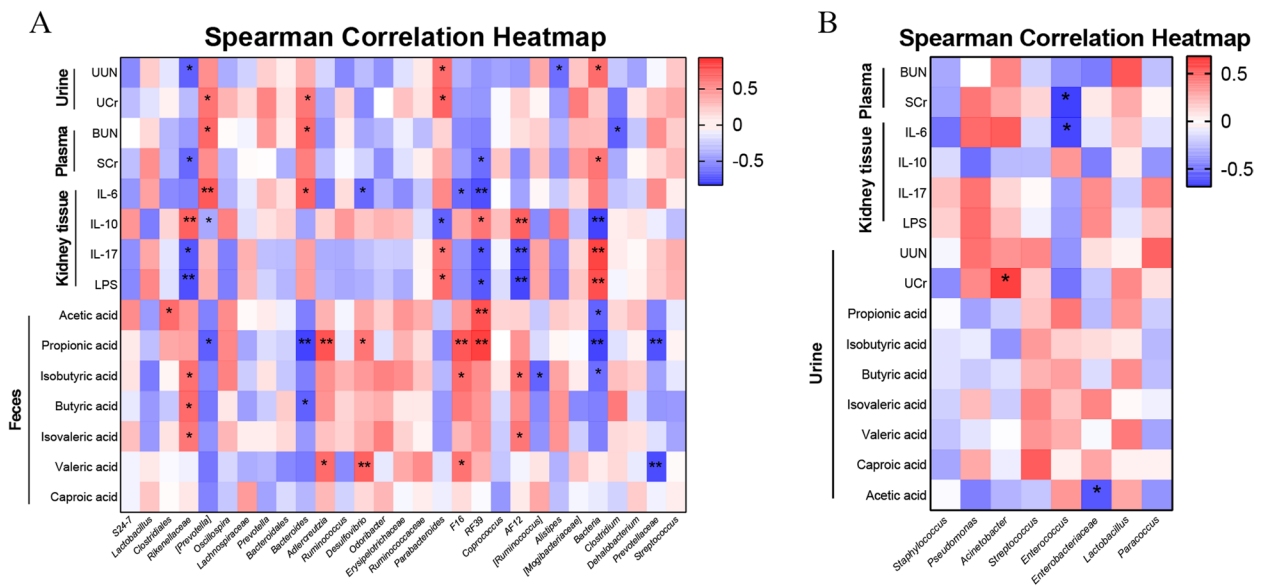 A
Spearman Correlation Heatmap
Urine
UUN
UCr
Plasma
BUN
SCr
Kidney tissue
IL-6
IL-10
IL-17
LPS
Feces
Acetic acid
Propionic acid
Isobutyric acid
Butyric acid
Isovaleric acid
Valeric acid
Caproic acid
0.5
0
-0.5
S24-7
Lactobacillus
Clostridiales
Rikenellaceae
[Prevotella]
Oscillospira
Lachnospiraceae
Prevotella
Bacteroidales
Bacteroides
Adlercreutzia
Ruminococcus
Desulfovibrio
Odoribacter
Erysipelotrichaceae
Ruminococcaceae
Parabacteroides
F16
RF39
Coprococcus
AF12
[Ruminococcus]
Alistipes
[Mogibacteriaceae]
Bacteria
Clostridium
Dehalobacterium
Prevotellaceae
Streptococcus
B
Spearman Correlation Heatmap
Plasma
BUN
SCr
Kidney tissue
IL-6
IL-10
IL-17
LPS
Urine
UUN
UCr
Propionic acid
Isobutyric acid
Butyric acid
Isovaleric acid
Valeric acid
Caproic acid
Acetic acid
0.5
0
-0.5
Staphylococcus
Pseudomonas
Acinetobacter
Streptococcus
Enterococcus
Enterobacteriaceae
Lactobacillus
Paracoccus